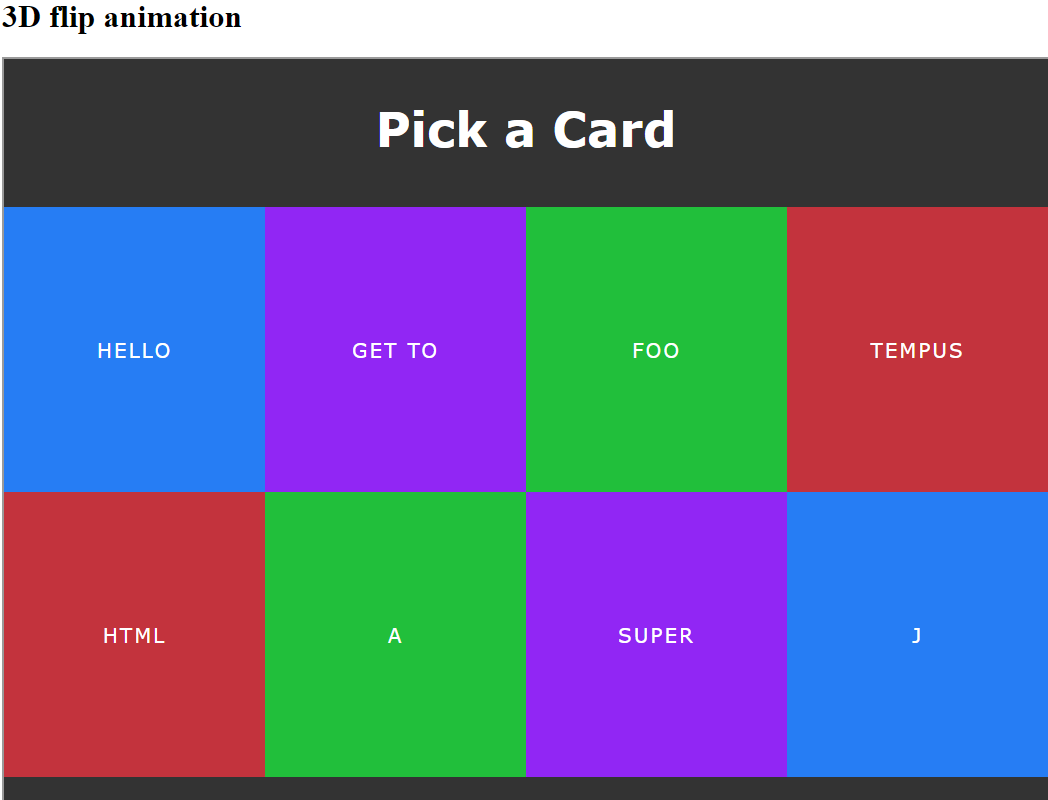 3D flip animation
Pick a Card
HELLO
GET TO
FOO
TEMPUS
HTML
A
SUPER
J